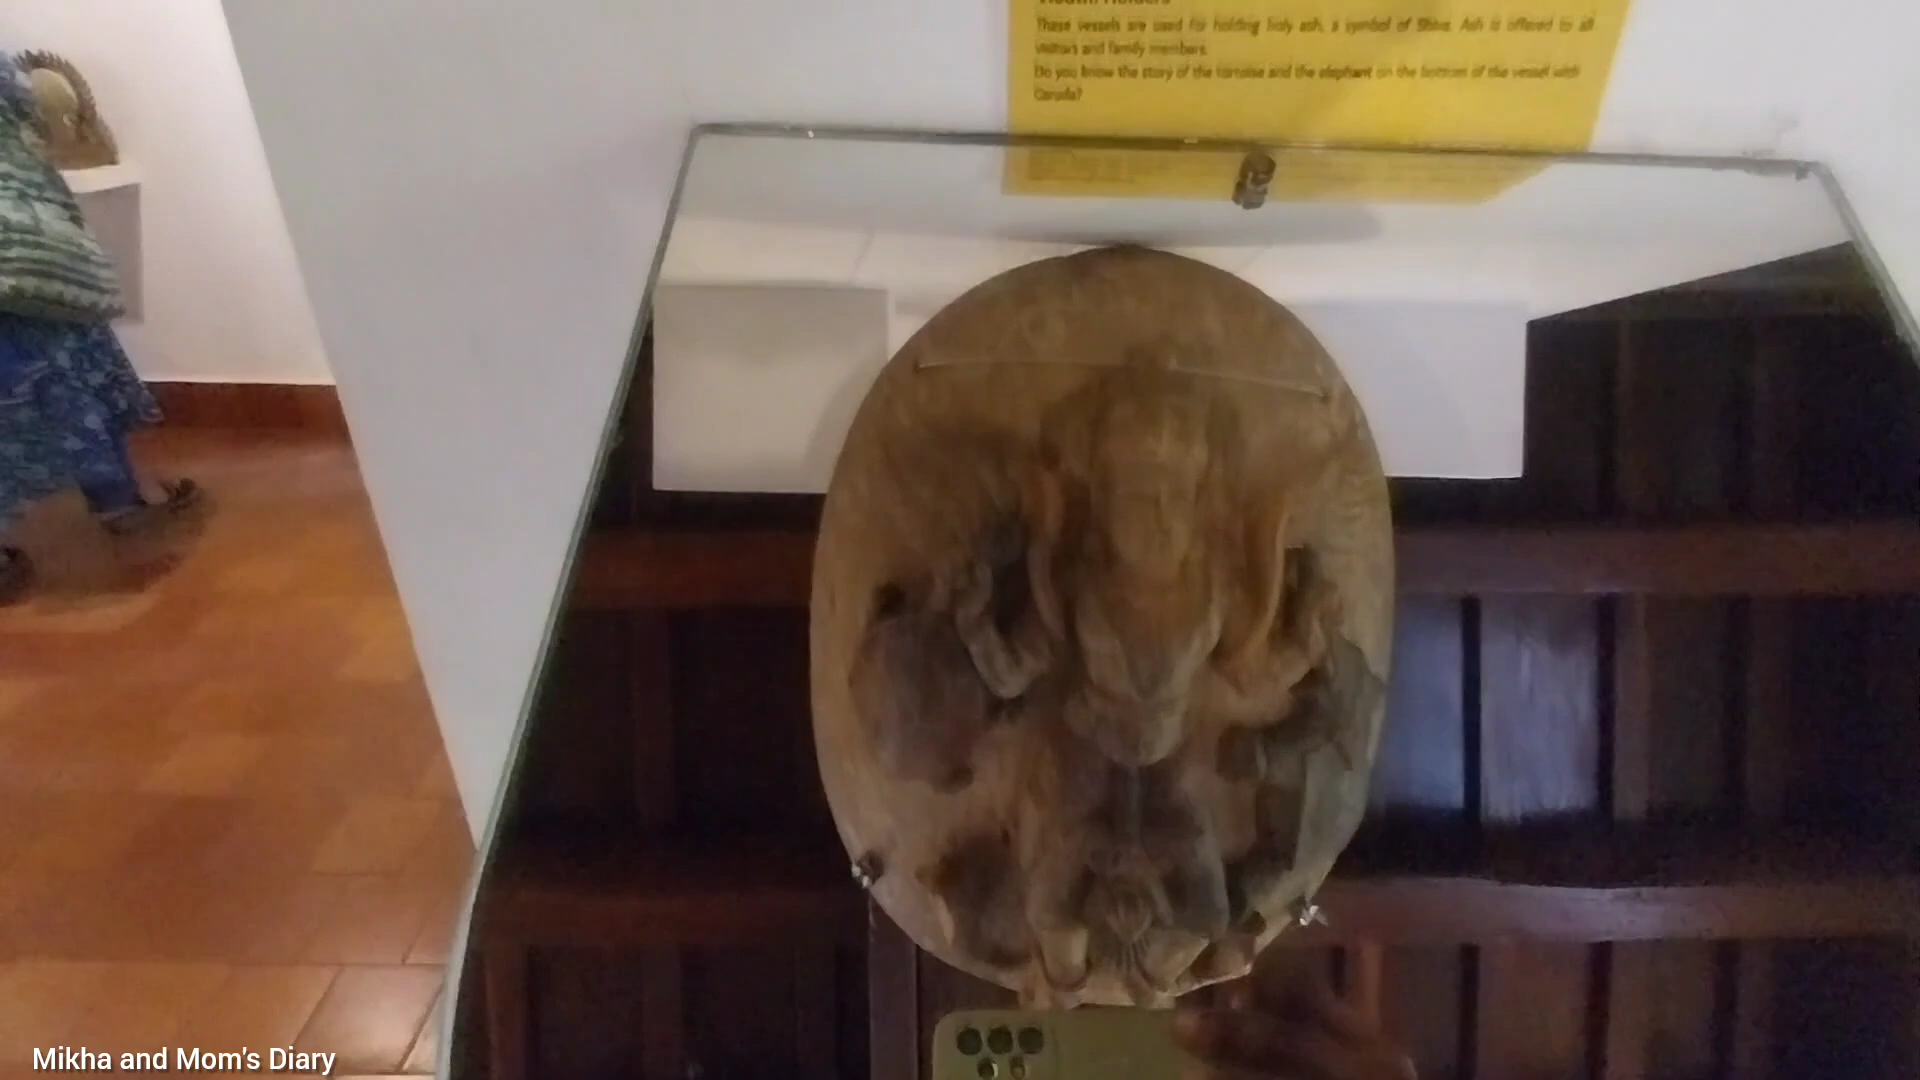 These vessels are used for holding holy ash, a symbol of Shiva. Ash is offered to all
visitors and family members.
Do you know the story of the tortoise and the elephant on the bottom of the vessel with
Garuda?
Mikha and Mom's Diary